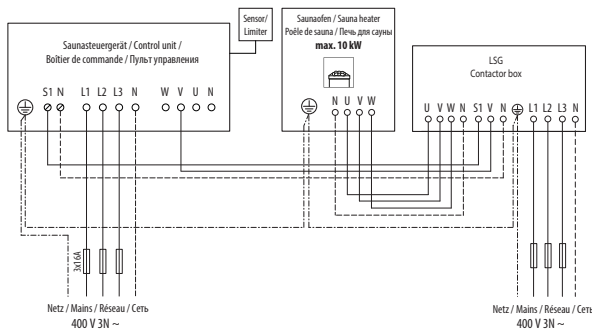 Sensor/
Limiter
Saunasteuergerät / Control unit /
Boîtier de commande / Пульт управления
S1 N L1 L2 L3 N W V U N
Saunaofen / Sauna heater
Poêle de sauna / Печь для сауны
max. 10 kW
N U V W
LSG
Contactor box
U V W N S1 V N L1 L2 L3 N
3x16A
Netz / Mains / Réseau / Сеть
400 V 3N ~
Netz / Mains / Réseau / Сеть
400 V 3N ~